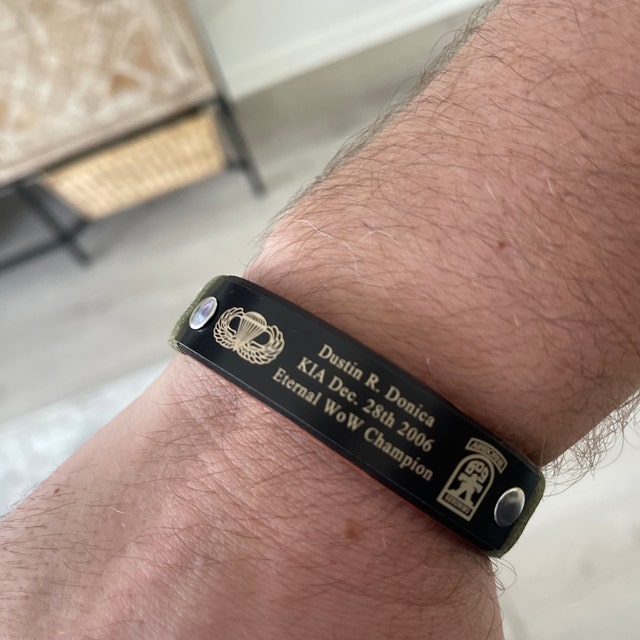 Dustin R. Donica
KIA Dec. 28th 2006
Eternal WoW Champion
AIRBORNE